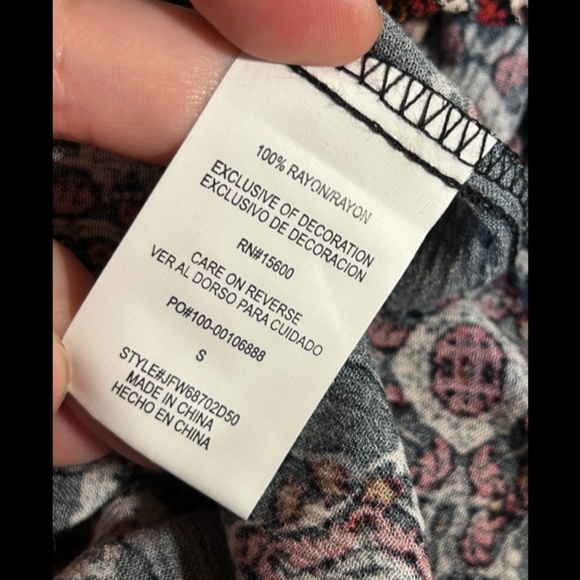 100% RAYON/RAYON
EXCLUSIVE OF DECORATION
EXCLUSIVO DE DECORACION
RN#15600
CARE ON REVERSE
VER AL DORSO PARA CUIDADO
PO#100-00106888
S
STYLE#JFW68702D50
MADE IN CHINA
HECHO EN CHINA